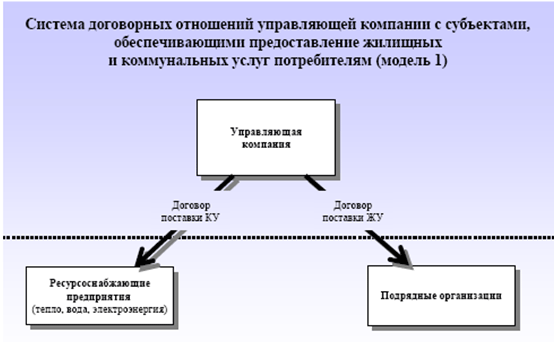 Система договорных отношений управляющей компании с субъектами,
обеспечивающими предоставление жилищных
и коммунальных услуг потребителям (модель 1)
Управляющая
компания
Договор
поставки КУ
Договор
поставки ЖУ
Ресурсоснабжающие
предприятия
(тепло, вода, электроэнергия)
Подрядные организации